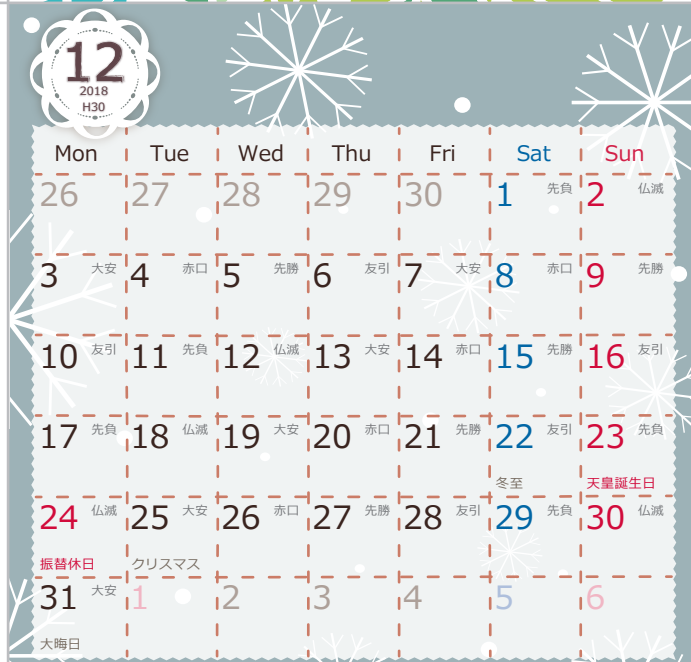 12
2018
H30
Mon Tue Wed Thu Fri Sat Sun
26 27 28 29 30 1 先負 2 仏滅
3 大安 4 赤口 5 先勝 6 友引 7 大安 8 赤口 9 先勝
10 友引 11 先負 12 仏滅 13 大安 14 赤口 15 先勝 16 友引
17 先負 18 仏滅 19 大安 20 赤口 21 先勝 22 友引 23 先負
冬至 天皇誕生日
24 仏滅 25 大安 26 赤口 27 先勝 28 友引 29 先負 30 仏滅
振替休日 クリスマス
31 大安 1 2 3 4 5 6
大晦日